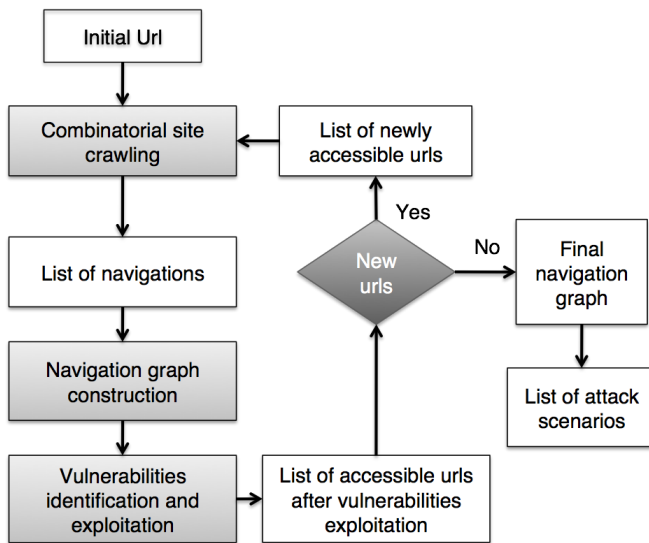 Initial Url
Combinatorial site
crawling
List of newly
accessible urls
Yes
List of navigations
New
urls
No
Final
navigation
graph
Navigation graph
construction
List of attack
scenarios
Vulnerabilities
identification and
exploitation
List of accessible urls
after vulnerabilities
exploitation